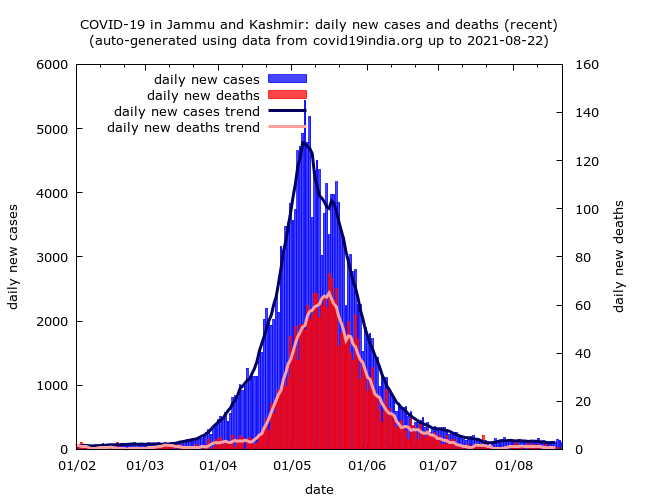 COVID-19 in Jammu and Kashmir: daily new cases and deaths (recent)
(auto-generated using data from covid19india.org up to 2021-08-22)
6000
5000
4000
3000
2000
1000
0
160
140
120
100
80
60
40
20
0
daily new cases
daily new deaths
daily new cases trend
daily new deaths trend
daily new cases
daily new deaths
01/02 01/03 01/04 01/05 01/06 01/07 01/08
date